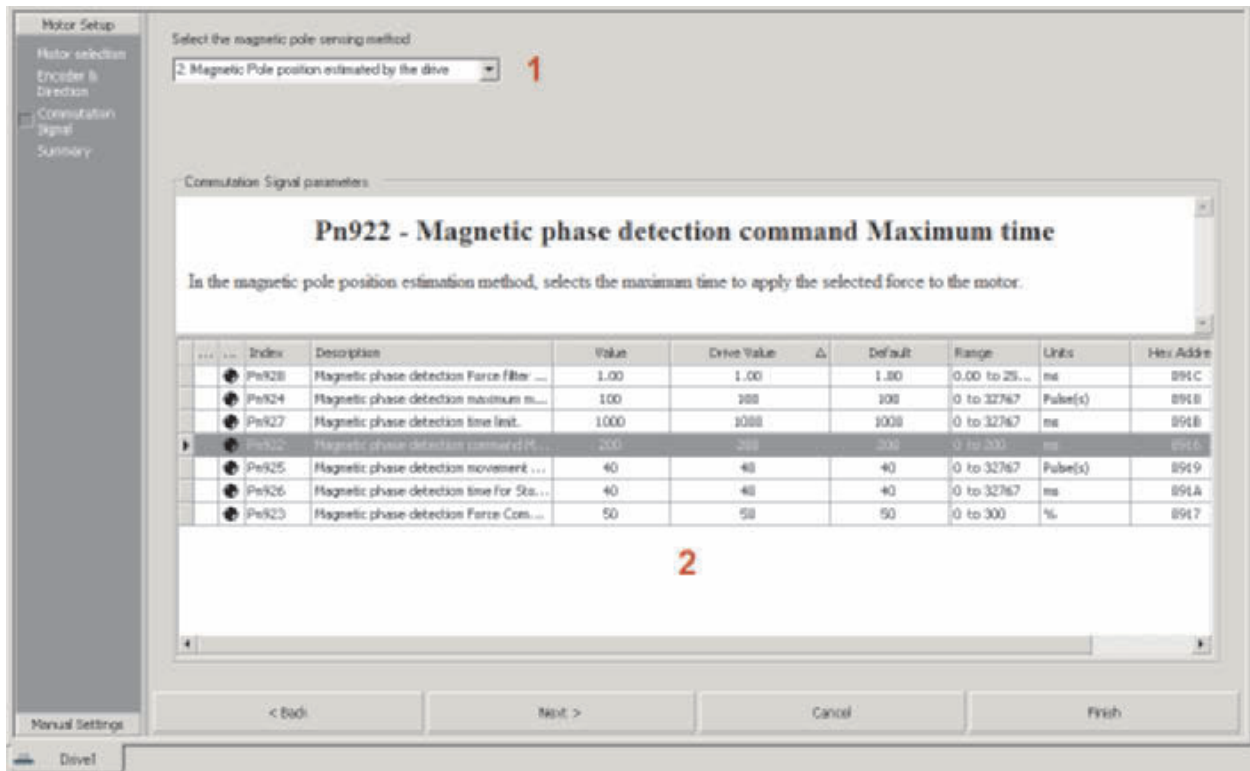 Motor Setup
Motor selection
Encoder &
Direction
Commutation
Signal
Summary
Select the magnetic pole sensing method
2: Magnetic Pole position estimated by the drive
1
Commutation Signal parameters
Pn922 - Magnetic phase detection command Maximum time
In the magnetic pole position estimation method, selects the maximum time to apply the selected force to the motor.
... ... Index Description Value Drive Value Δ Default Range Units Hex Addre
Pn928 Magnetic phase detection Force filter ... 1.00 1.00 1.00 0.00 to 25... ms 891C
Pn924 Magnetic phase detection maximum m... 100 100 100 0 to 32767 Pulse(s) 8918
Pn927 Magnetic phase detection time limit. 1000 1000 1000 0 to 32767 ms 891B
Pn922 Magnetic phase detection command M... 200 200 200 0 to 200 ms 8916
Pn925 Magnetic phase detection movement ... 40 40 40 0 to 32767 Pulse(s) 8919
Pn926 Magnetic phase detection time for Sta... 40 40 40 0 to 32767 ms 891A
Pn923 Magnetic phase detection Force Com... 50 50 50 0 to 300 % 8917
2
< Back Next > Cancel Finish
Manual Settings
Drive1